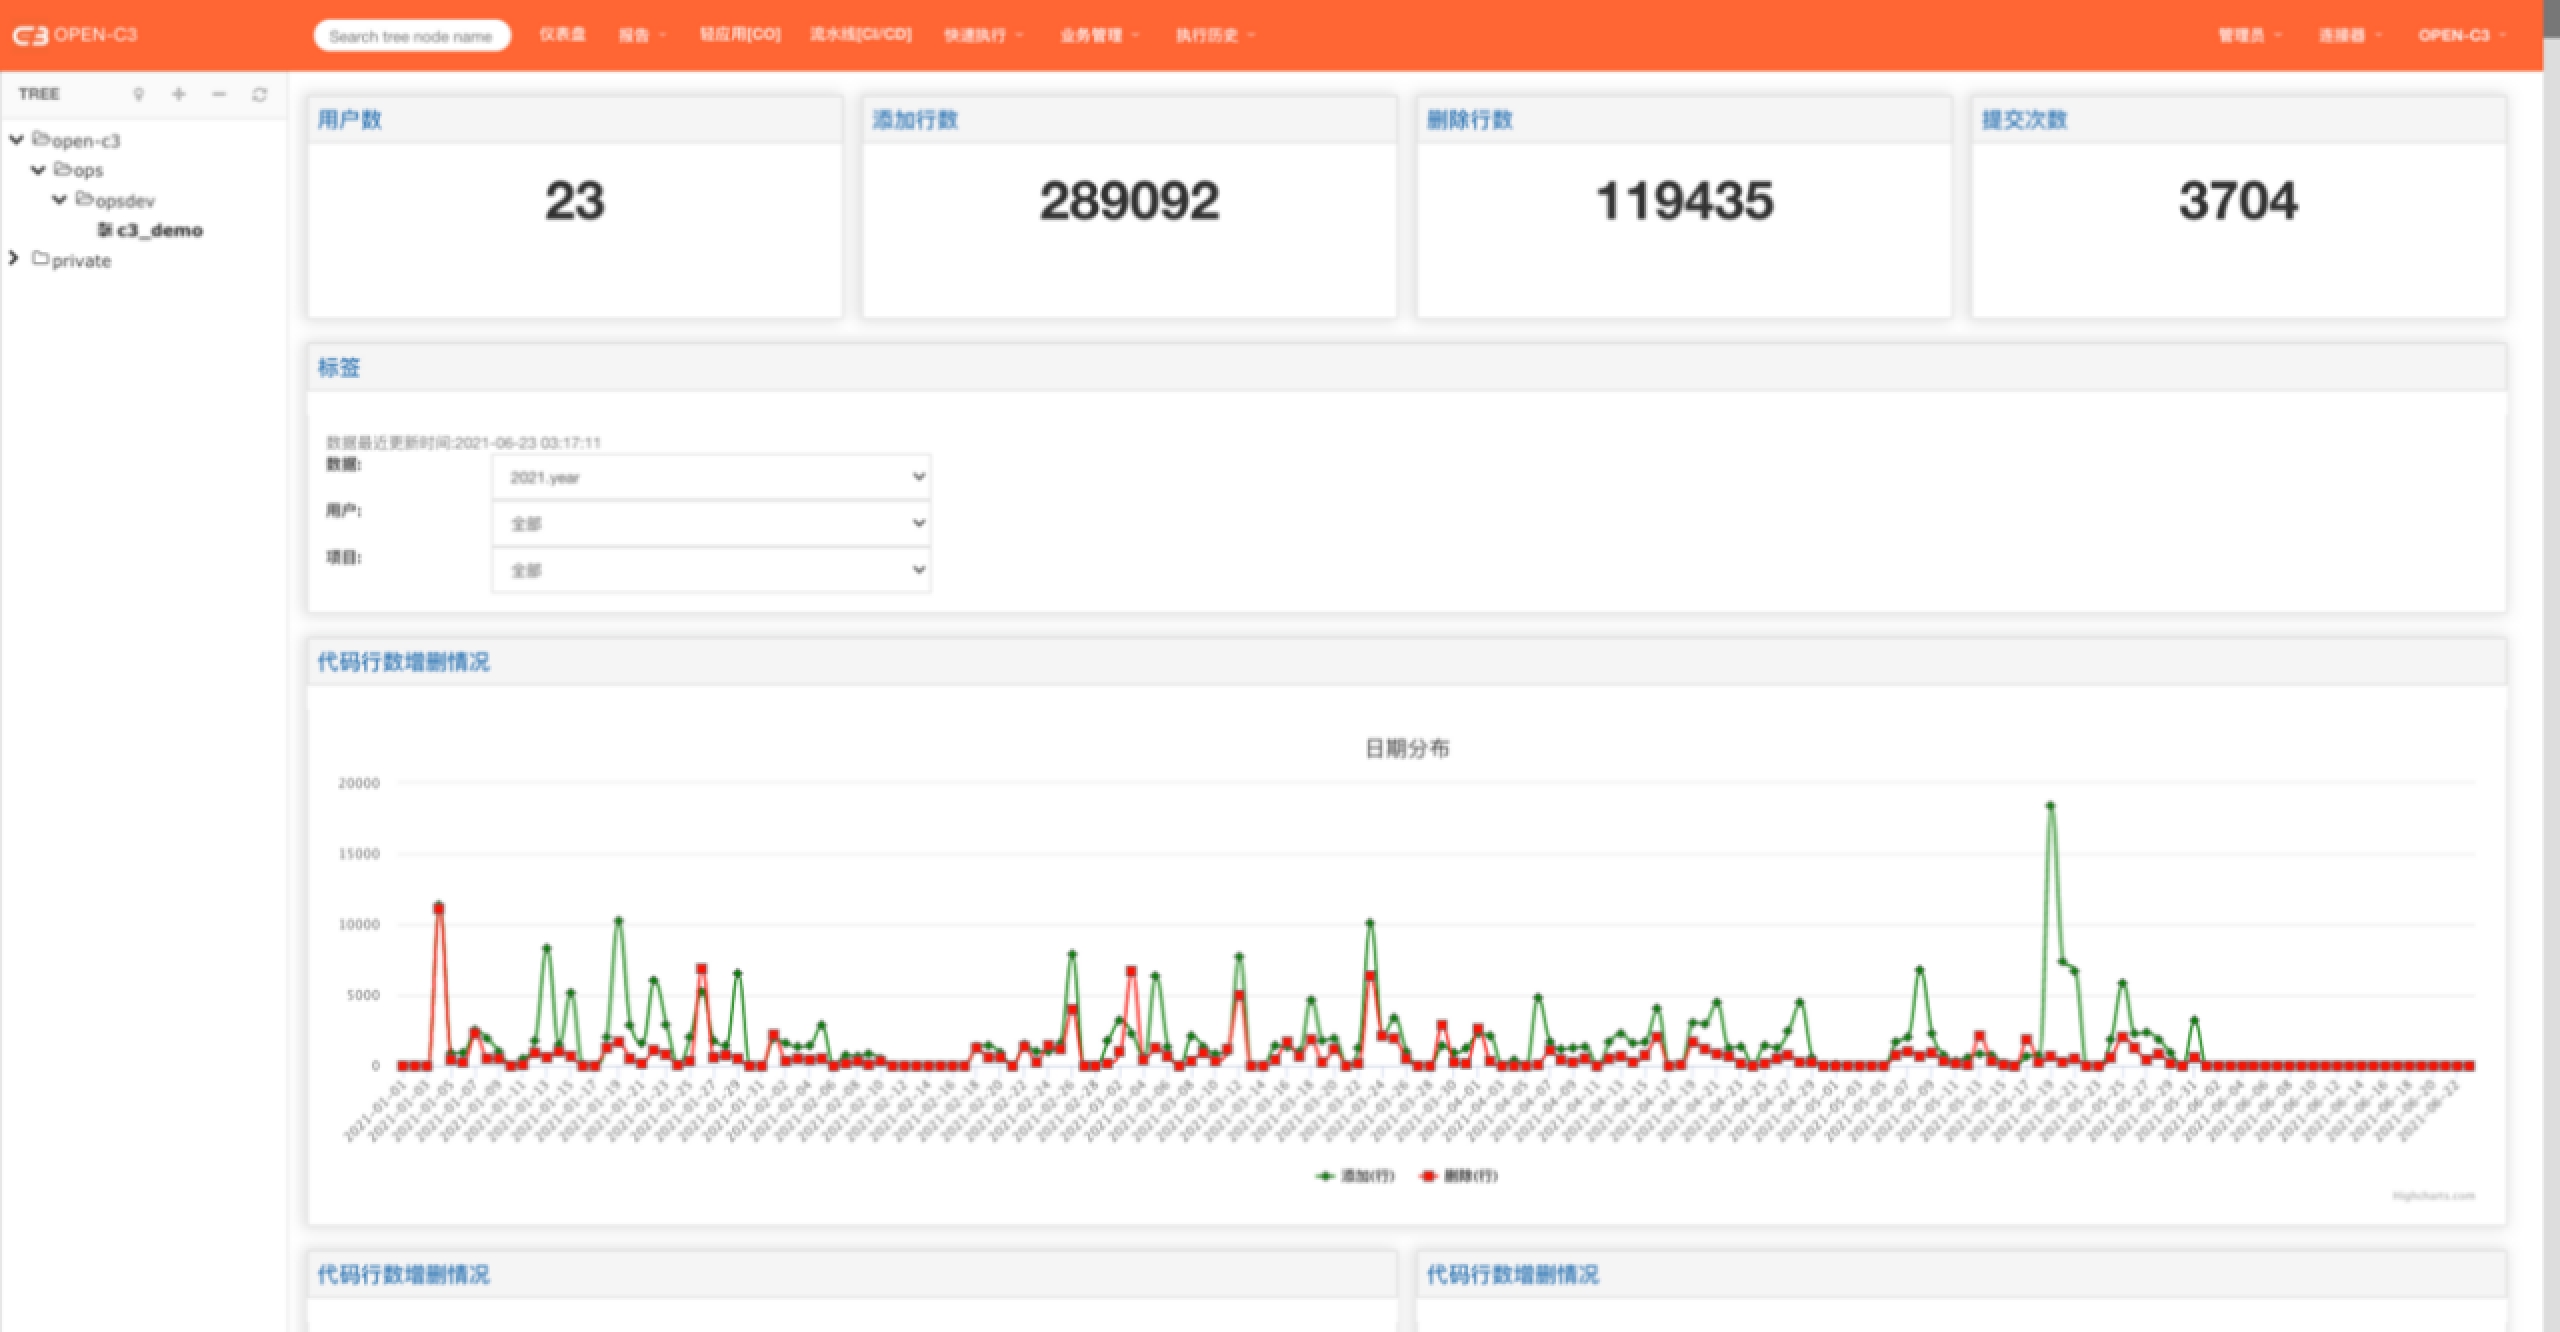 OPEN-C3
Search tree node name
仪表盘
报告
轻应用[CO]
流水线[CI/CD]
快速执行
业务管理
执行历史
管理员
连接器
OPEN-C3
TREE
open-c3
ops
opsdev
c3_demo
private
用户数
23
添加行数
289092
删除行数
119435
提交次数
3704
标签
数据最近更新时间:2021-06-23 03:17:11
数据:
2021.year
用户:
全部
项目:
全部
代码行数增删情况
日期分布
20000
15000
10000
5000
0
2021-01-01
2021-01-03
2021-01-05
2021-01-07
2021-01-09
2021-01-11
2021-01-13
2021-01-15
2021-01-17
2021-01-19
2021-01-21
2021-01-23
2021-01-25
2021-01-27
2021-01-29
2021-01-31
2021-02-02
2021-02-04
2021-02-06
2021-02-08
2021-02-10
2021-02-12
2021-02-14
2021-02-16
2021-02-18
2021-02-20
2021-02-22
2021-02-24
2021-02-26
2021-02-28
2021-03-02
2021-03-04
2021-03-06
2021-03-08
2021-03-10
2021-03-12
2021-03-14
2021-03-16
2021-03-18
2021-03-20
2021-03-22
2021-03-24
2021-03-26
2021-03-28
2021-03-30
2021-04-01
2021-04-03
2021-04-05
2021-04-07
2021-04-09
2021-04-11
2021-04-13
2021-04-15
2021-04-17
2021-04-19
2021-04-21
2021-04-23
2021-04-25
2021-04-27
2021-04-29
2021-05-01
2021-05-03
2021-05-05
2021-05-07
2021-05-09
2021-05-11
2021-05-13
2021-05-15
2021-05-17
2021-05-19
2021-05-21
2021-05-23
2021-05-25
2021-05-27
2021-05-29
2021-05-31
2021-06-02
2021-06-04
2021-06-06
2021-06-08
2021-06-10
2021-06-12
2021-06-14
2021-06-16
2021-06-18
2021-06-20
2021-06-22
添加(行)
删除(行)
Highcharts.com
代码行数增删情况
代码行数增删情况